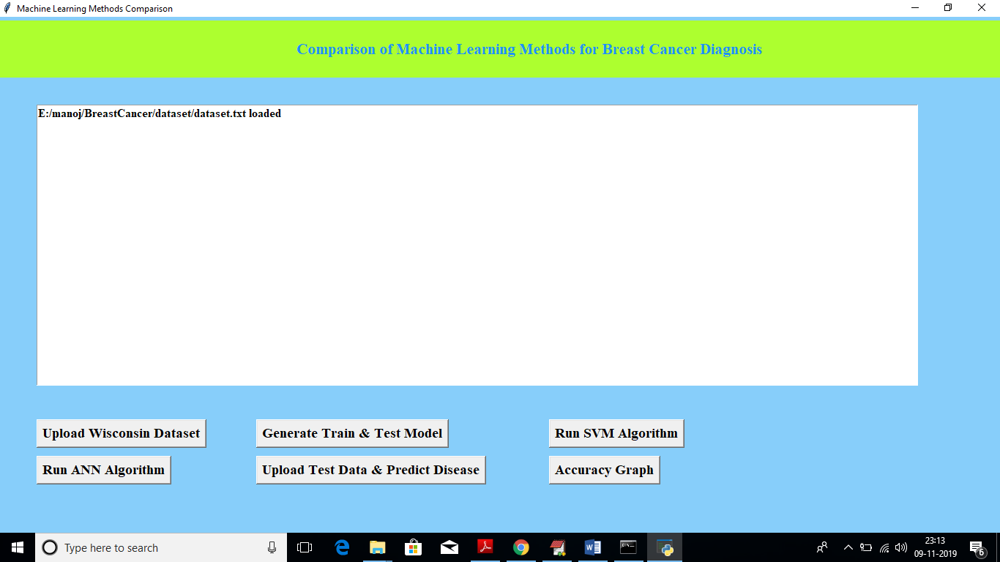 Machine Learning Methods Comparison
Comparison of Machine Learning Methods for Breast Cancer Diagnosis
E:/manoj/BreastCancer/dataset/dataset.txt loaded
Upload Wisconsin Dataset
Generate Train & Test Model
Run SVM Algorithm
Run ANN Algorithm
Upload Test Data & Predict Disease
Accuracy Graph
Type here to search
23:13
09-11-2019
6